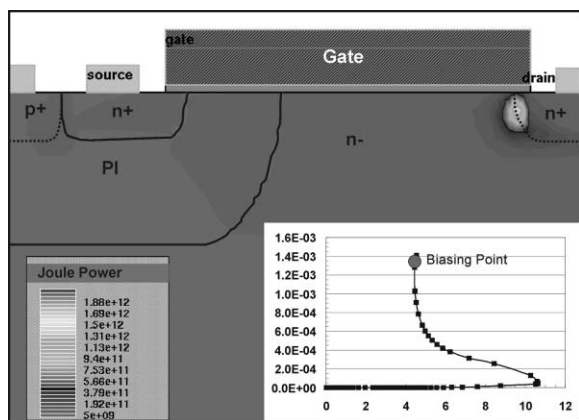 gate
Gate
source
drain
p+
n+
n-
n+
PI
Joule Power
1.88e+12
1.69e+12
1.5e+12
1.31e+12
1.13e+12
9.4e+11
7.53e+11
5.66e+11
3.79e+11
1.92e+11
5e+09
1.6E-03
1.4E-03
1.2E-03
1.0E-03
8.0E-04
6.0E-04
4.0E-04
2.0E-04
0.0E+00
Biasing Point
0 2 4 6 8 10 12